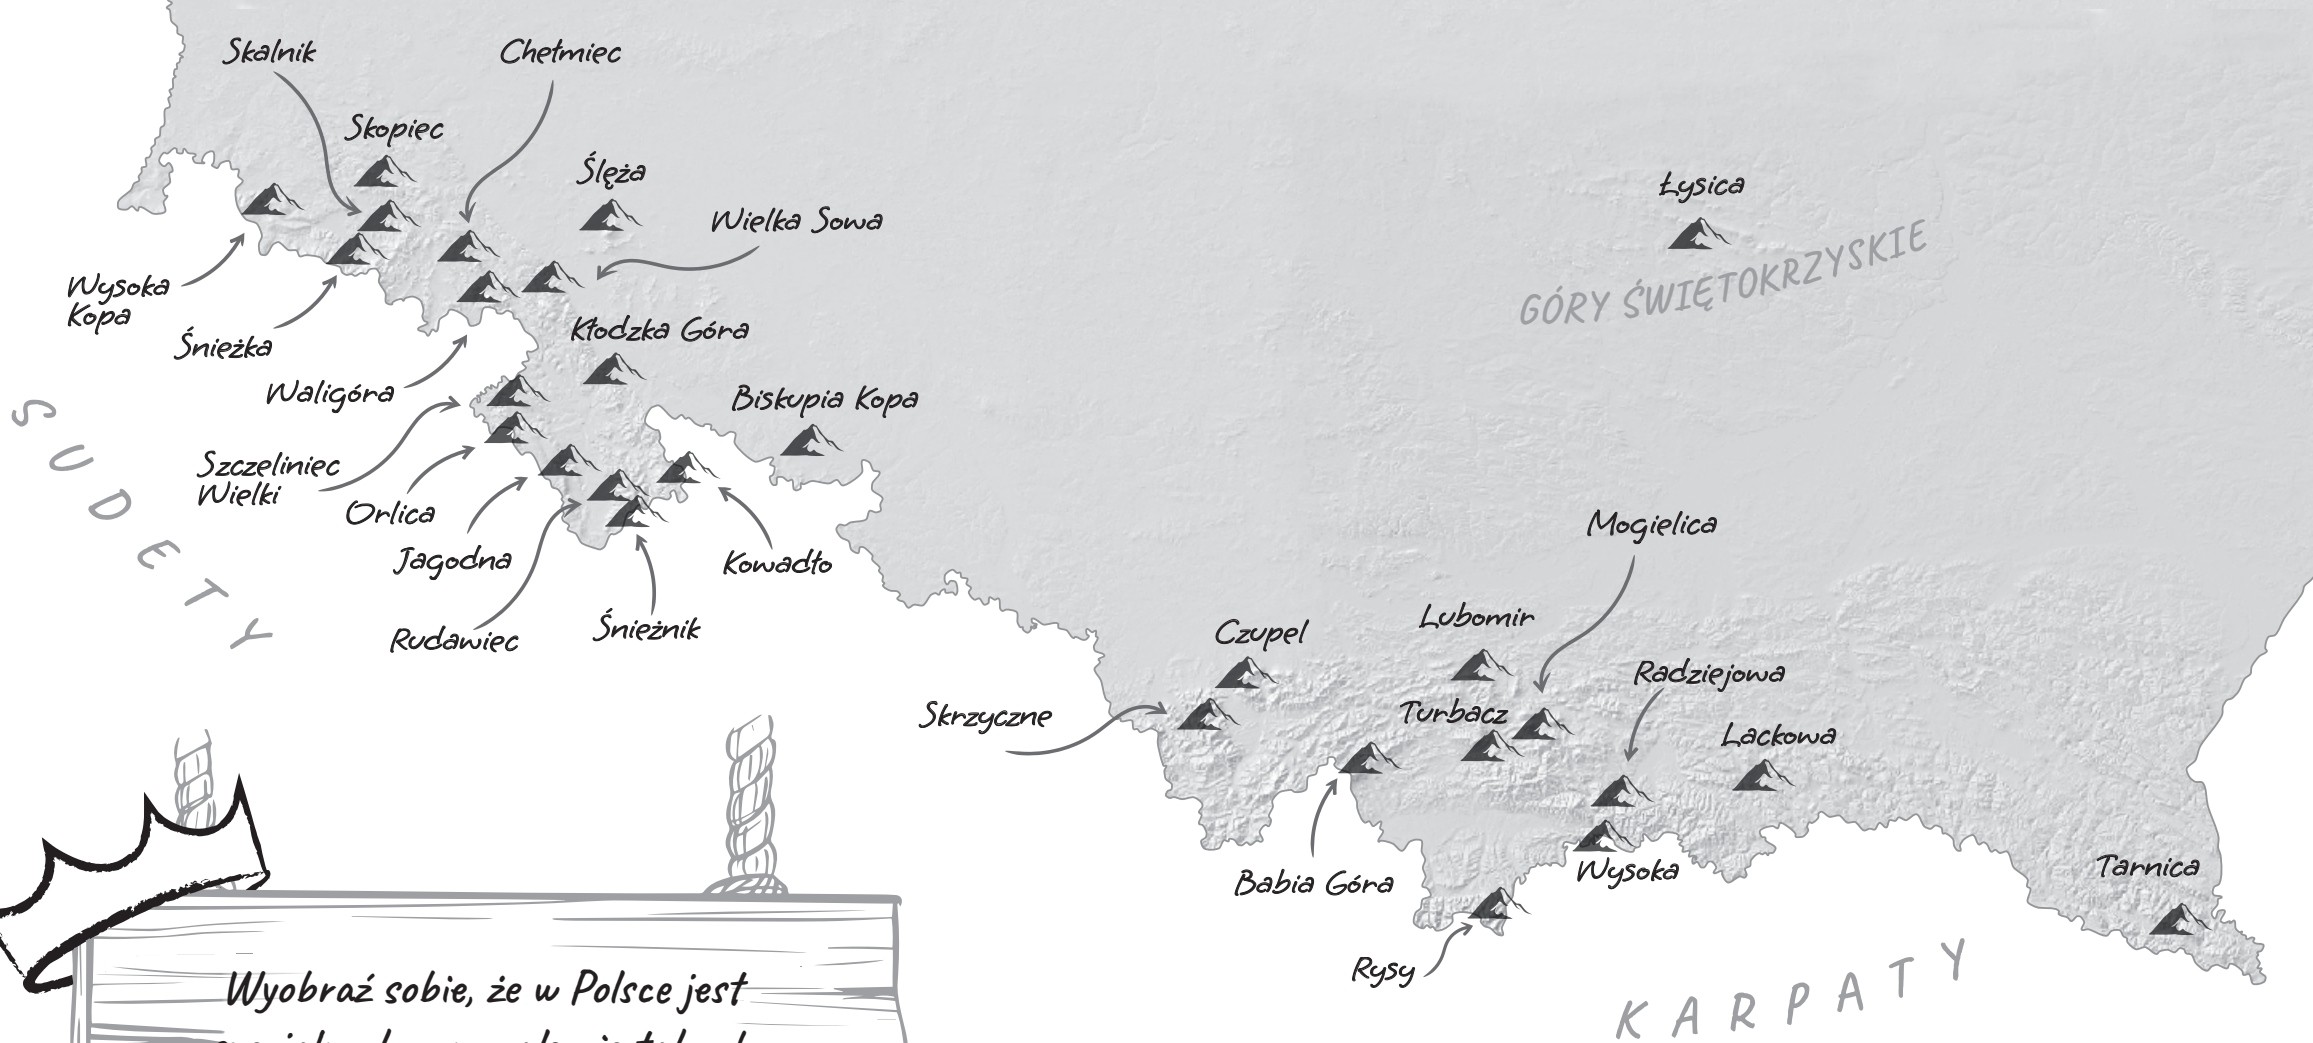 Skalnik
Chełmiec
Skopiec
Ślęża
Łysica
Wielka Sowa
GÓRY ŚWIĘTOKRZYSKIE
Wysoka
Kopa
Śnieżka
Kłodzka Góra
Waligóra
Biskupia Kopa
SUDETY
Szczeliniec
Wielki
Orlica
Jagodna
Kowadło
Rudawiec
Śnieżnik
Mogielica
Lubomir
Czupel
Radziejowa
Skrzyczne
Turbacz
Lackowa
Babia Góra
Wysoka
Tarnica
Rysy
KARPATY
Wyobraź sobie, że w Polsce jest